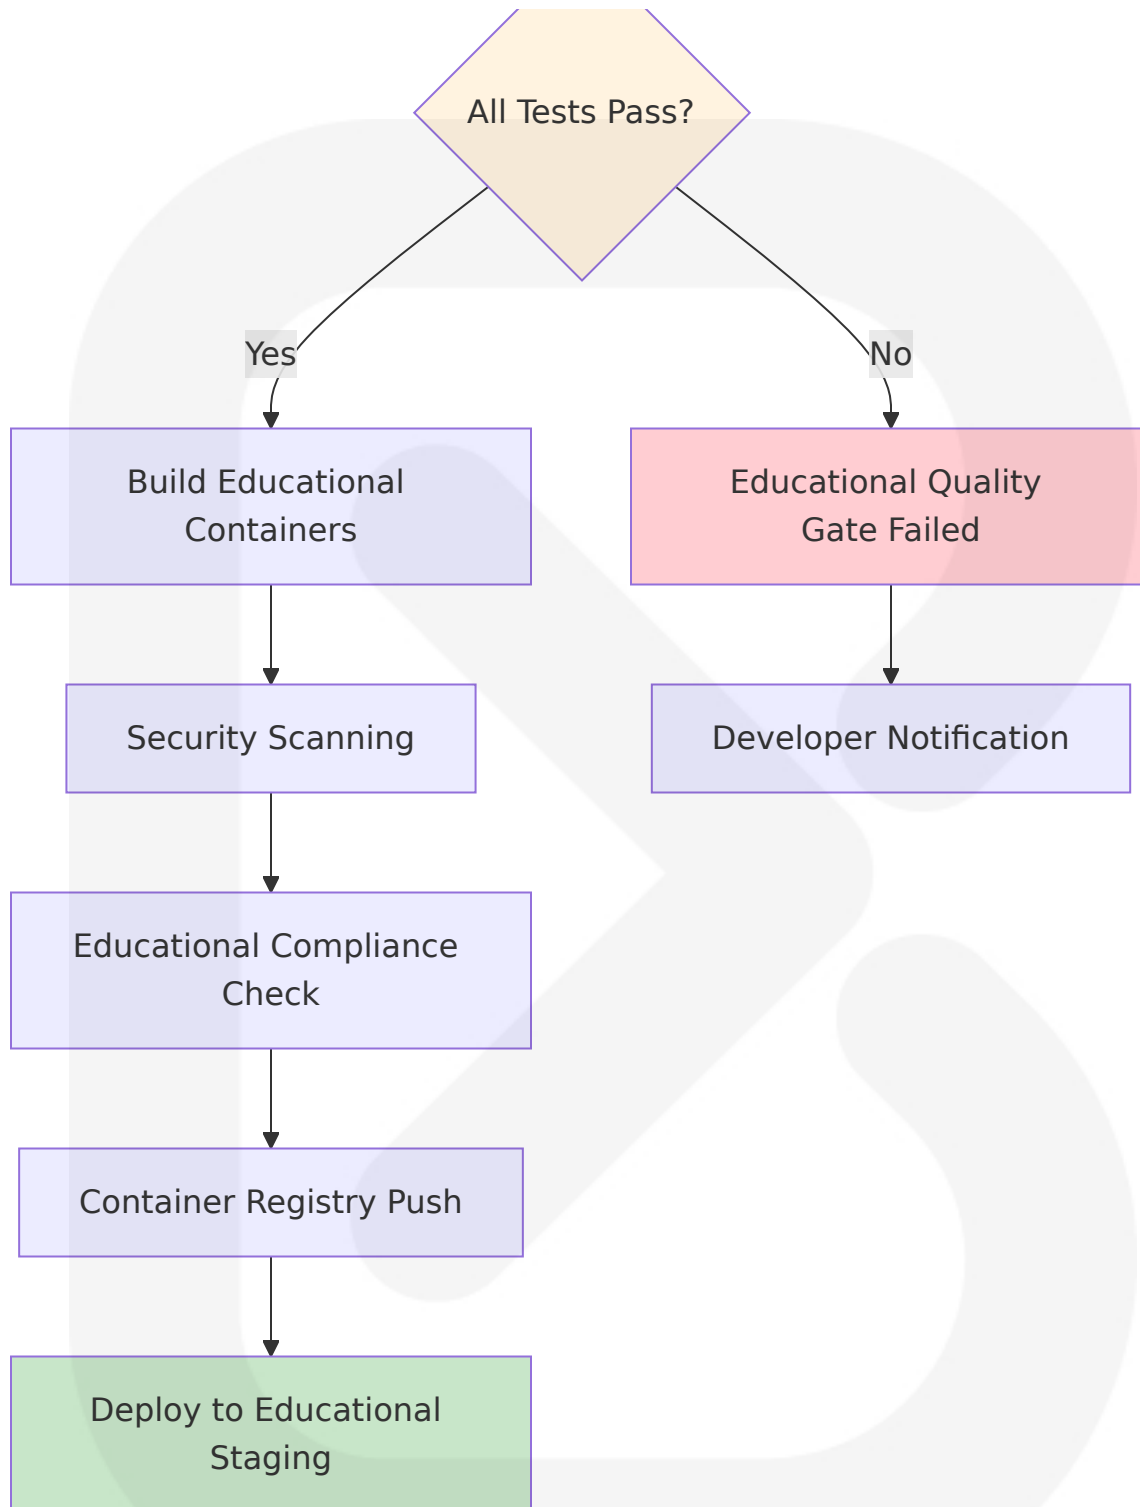 All Tests Pass?
Yes
No
Build Educational
Containers
Educational Quality
Gate Failed
Security Scanning
Developer Notification
Educational Compliance
Check
Container Registry Push
Deploy to Educational
Staging